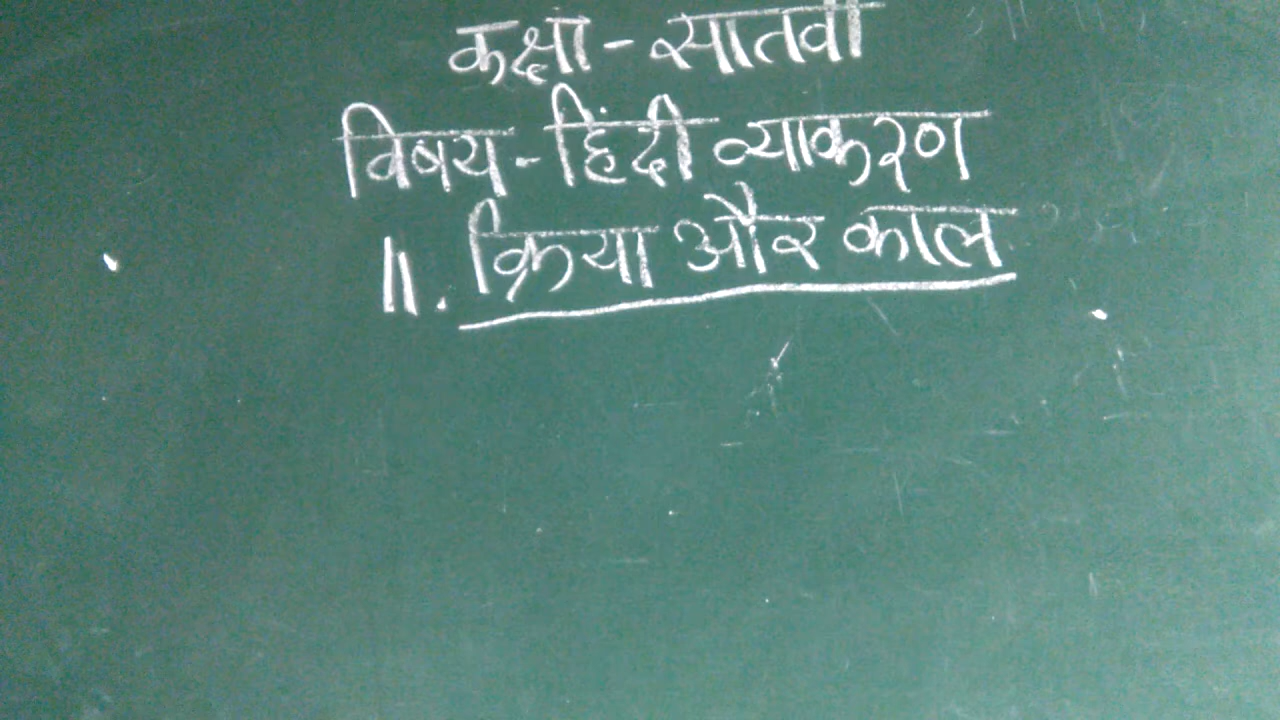 कक्षा - सातवी
विषय - हिंदी व्याकरण
11. क्रिया और काल